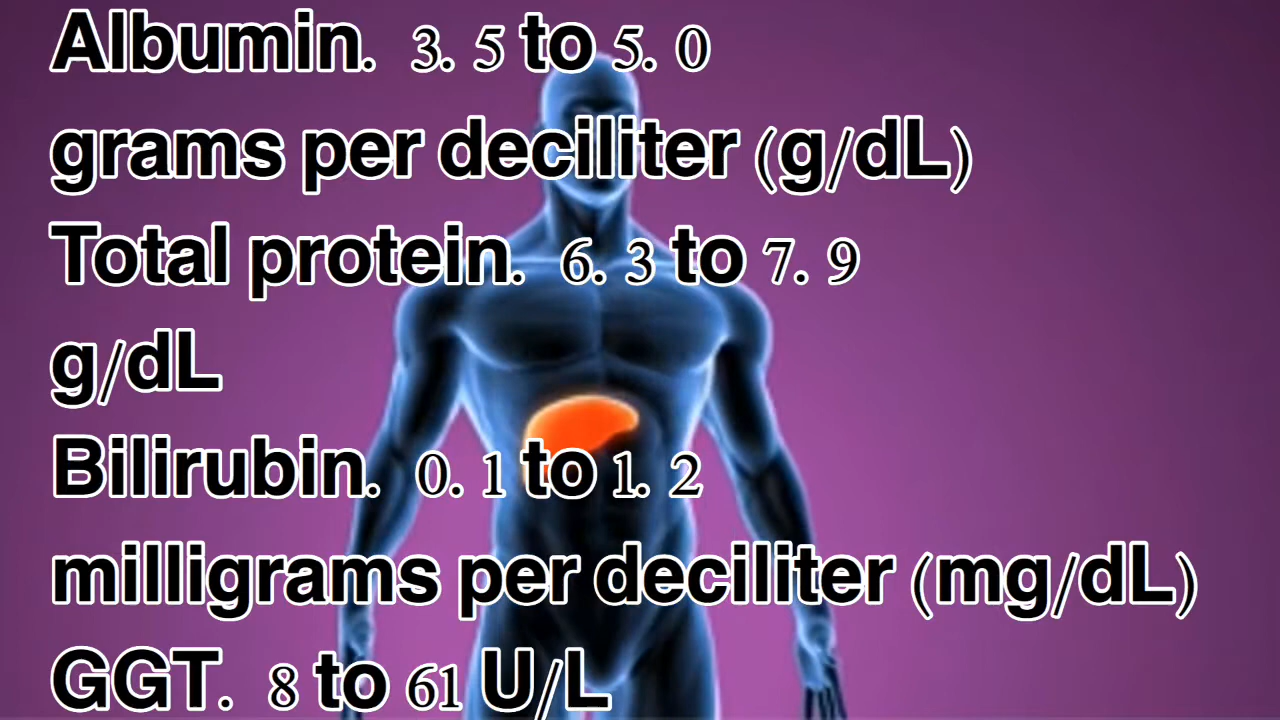 Albumin. 3. 5 to 5. 0
grams per deciliter (g/dL)
Total protein. 6. 3 to 7. 9
g/dL
Bilirubin. 0. 1 to 1. 2
milligrams per deciliter (mg/dL)
GGT. 8 to 61 U/L